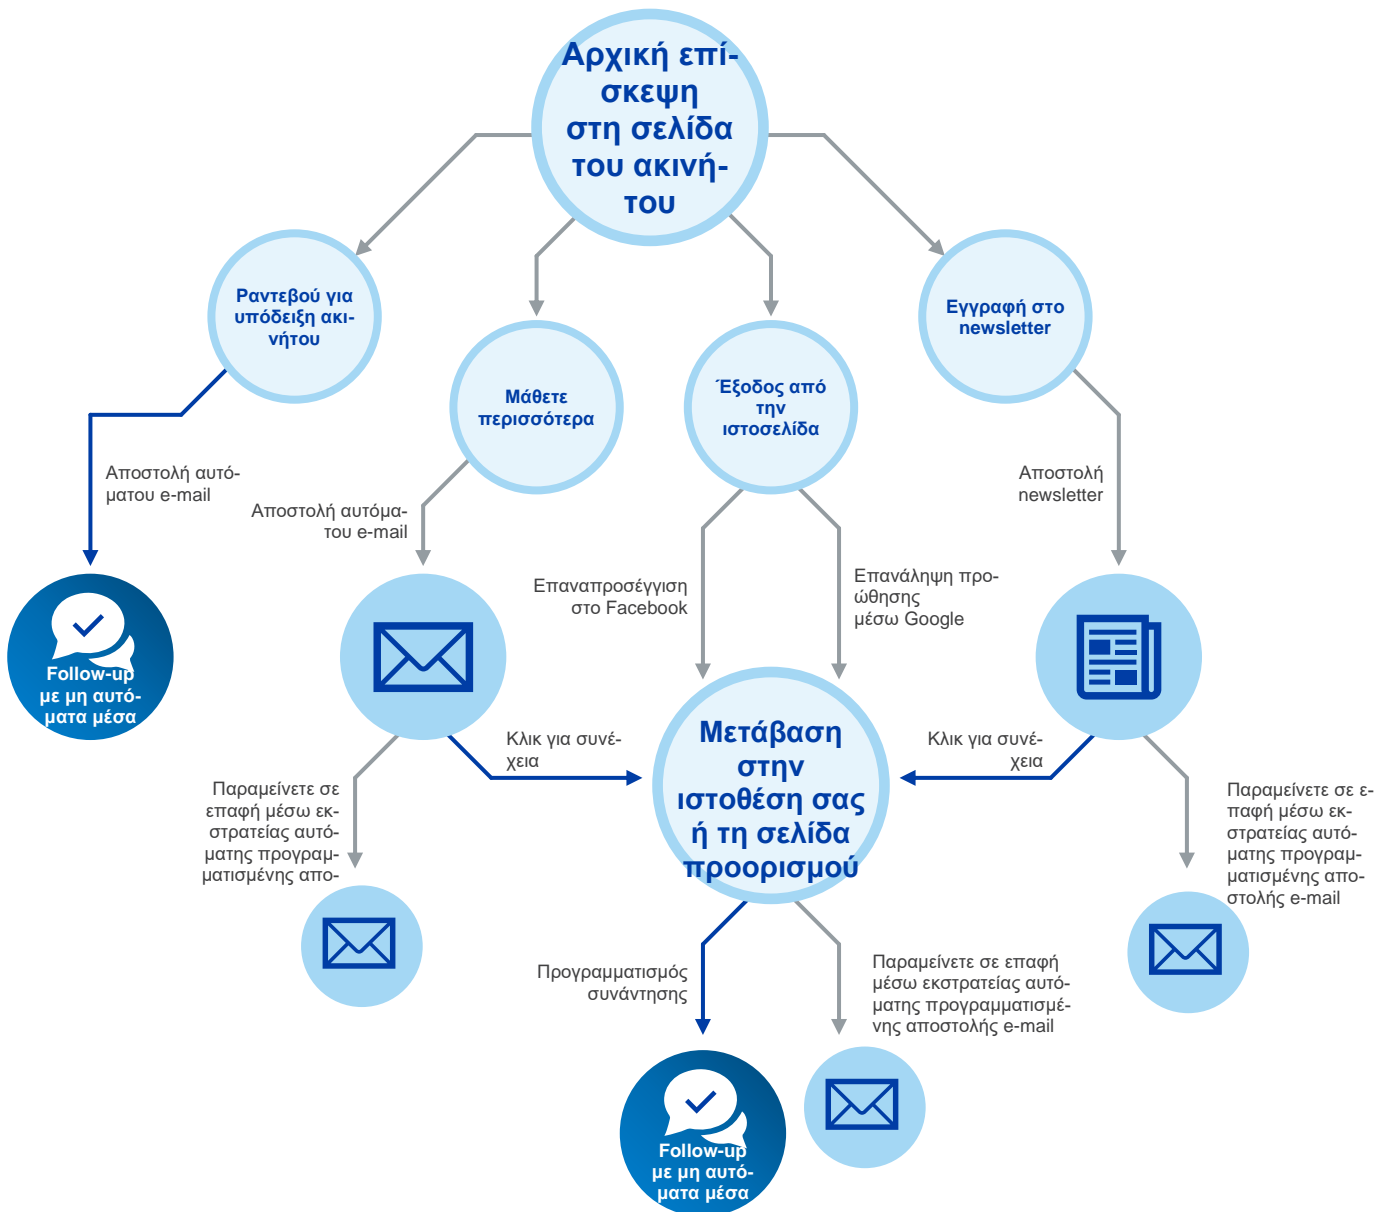 Αρχική επί-
σκεψη
στη σελίδα
του ακινή-
του
Ραντεβού για
υπόδειξη ακι-
νήτου
Μάθετε
περισσότερα
Έξοδος από
την
ιστοσελίδα
Εγγραφή στο
newsletter
Αποστολή αυτό-
ματου e-mail
Αποστολή αυτόμα-
του e-mail
Επαναπροσέγγιση
στο Facebook
Επανάληψη προ-
ώθησης
μέσω Google
Αποστολή
newsletter
Follow-up
με μη αυτό-
ματα μέσα
Κλικ για συνέ-
χεια
Μετάβαση
στην
ιστοθέση σας
ή τη σελίδα
προορισμού
Κλικ για συνέ-
χεια
Παραμείνετε σε
επαφή μέσω εκ-
στρατείας αυτό-
ματης προγραμ-
ματισμένης απο-
Παραμείνετε σε ε-
παφή μέσω εκ-
στρατείας αυτό-
ματης προγραμ-
ματισμένης απο-
στολής e-mail
Προγραμματισμός
συνάντησης
Παραμείνετε σε επαφή
μέσω εκστρατείας αυτό-
ματης προγραμματισμέ-
νης αποστολής e-mail
Follow-up
με μη αυτό-
ματα μέσα